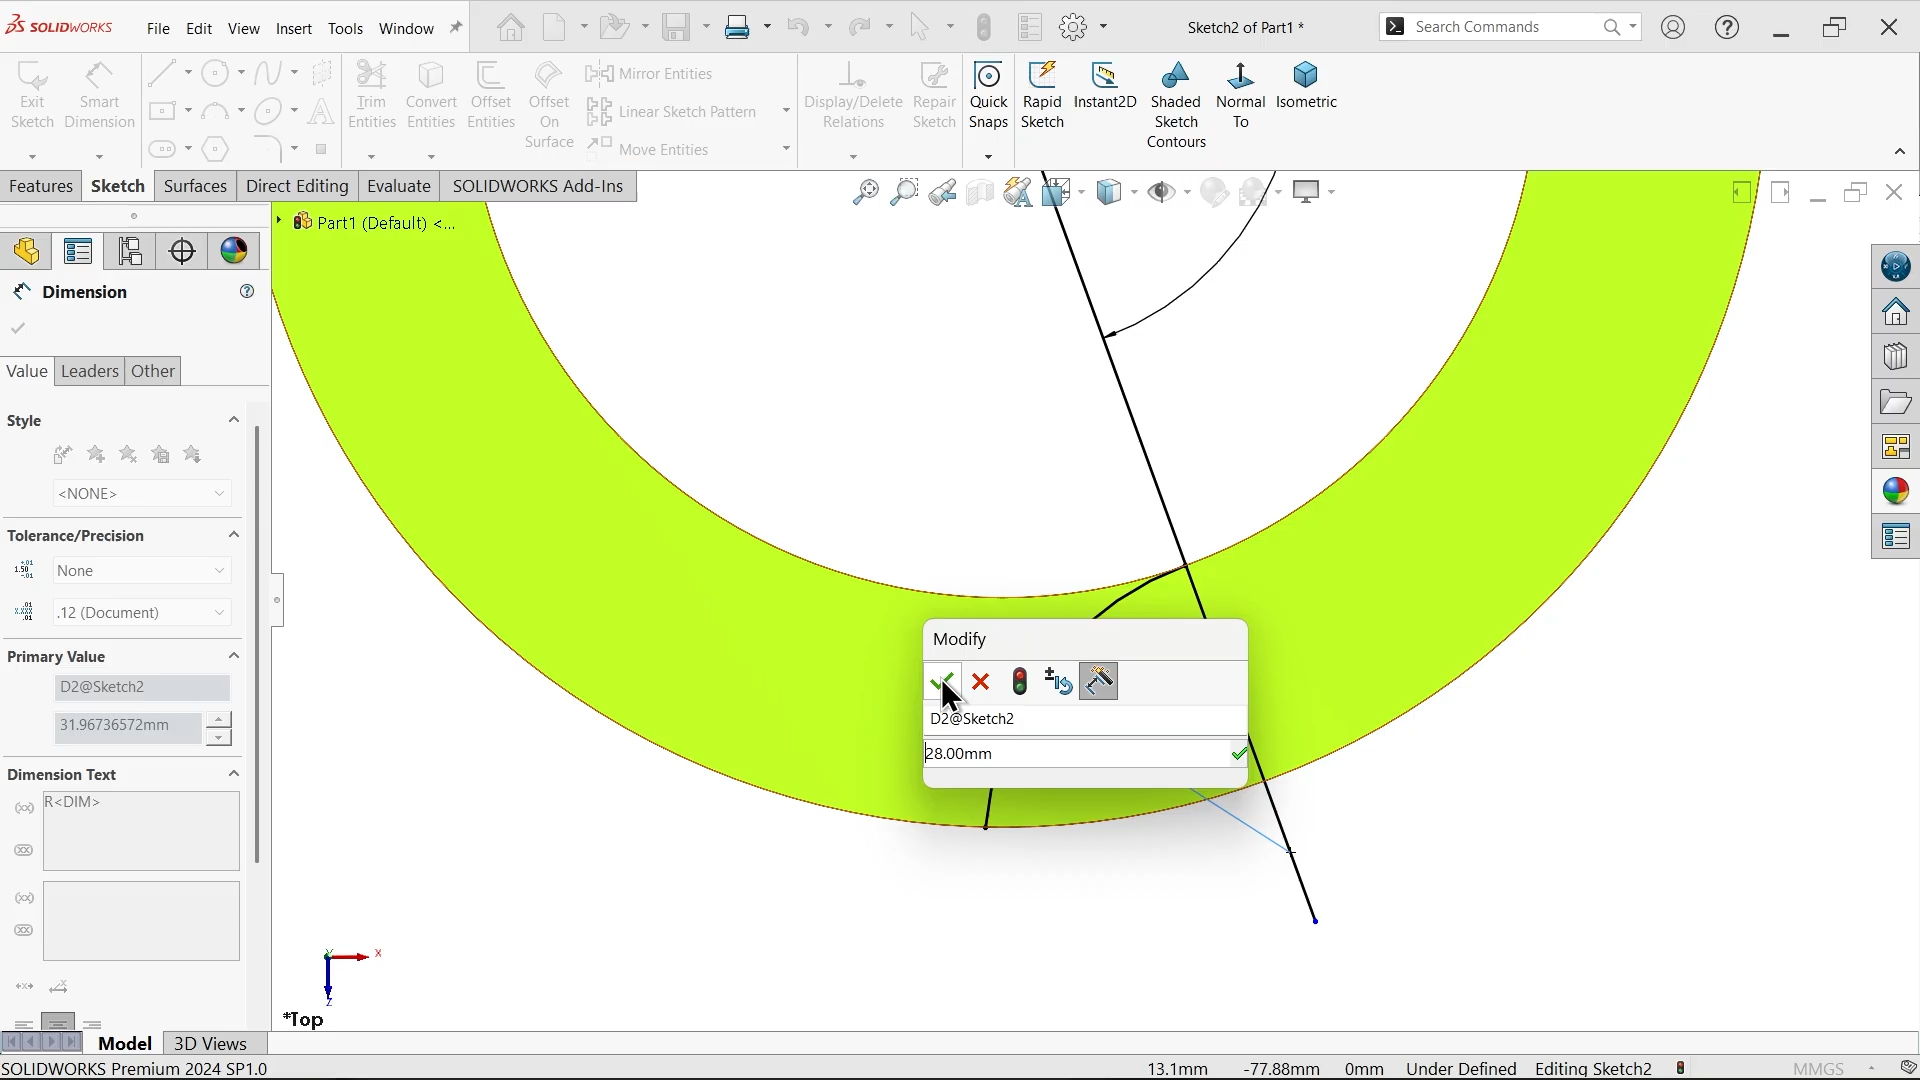 SOLIDWORKS
File Edit View Insert Tools Window
Sketch2 of Part1 *
Search Commands
Exit Sketch
Smart Dimension
Trim Entities
Convert Entities
Offset Entities
Offset On Surface
Mirror Entities
Linear Sketch Pattern
Move Entities
Display/Delete Relations
Repair Sketch
Quick Snaps
Rapid Sketch
Instant2D
Shaded Sketch Contours
Normal To
Isometric
Features Sketch Surfaces Direct Editing Evaluate SOLIDWORKS Add-Ins
Part1 (Default) <...
Dimension
Value Leaders Other
Style
<NONE>
Tolerance/Precision
None
.12 (Document)
Primary Value
D2@Sketch2
31.96736572mm
Dimension Text
R<DIM>
Modify
D2@Sketch2
28.00mm
Y X
Z
*Top
Model 3D Views
SOLIDWORKS Premium 2024 SP1.0
13.1mm -77.88mm 0mm Under Defined Editing Sketch2 MMGS